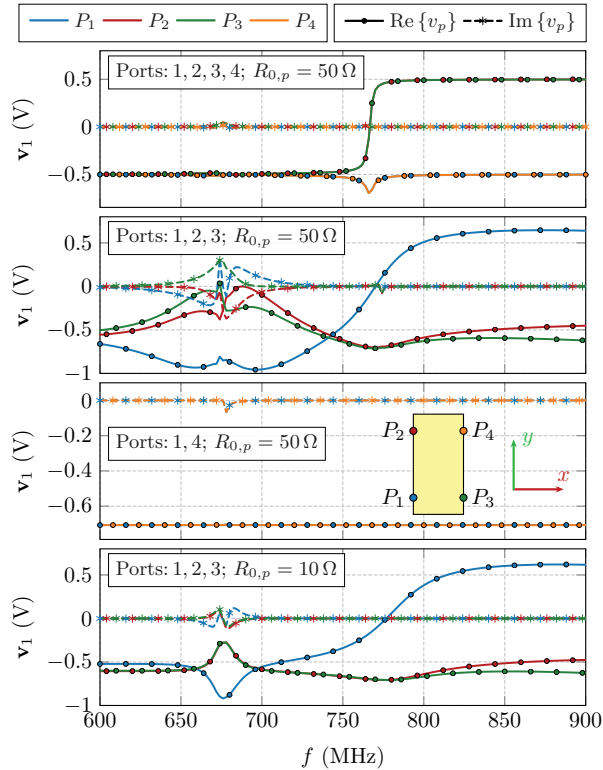 P₁ P₂ P₃ P₄ Re {vₚ} Im {vₚ}
Ports: 1, 2, 3, 4; R₀,ₚ = 50 Ω
0.5
0
−0.5
v₁ (V)
Ports: 1, 2, 3; R₀,ₚ = 50 Ω
0.5
0
−0.5
−1
v₁ (V)
0
−0.2
−0.4
−0.6
v₁ (V)
Ports: 1, 4; R₀,ₚ = 50 Ω
P₂ P₄
P₁ P₃
y
x
Ports: 1, 2, 3; R₀,ₚ = 10 Ω
0.5
0
−0.5
−1
v₁ (V)
600 650 700 750 800 850 900
f (MHz)